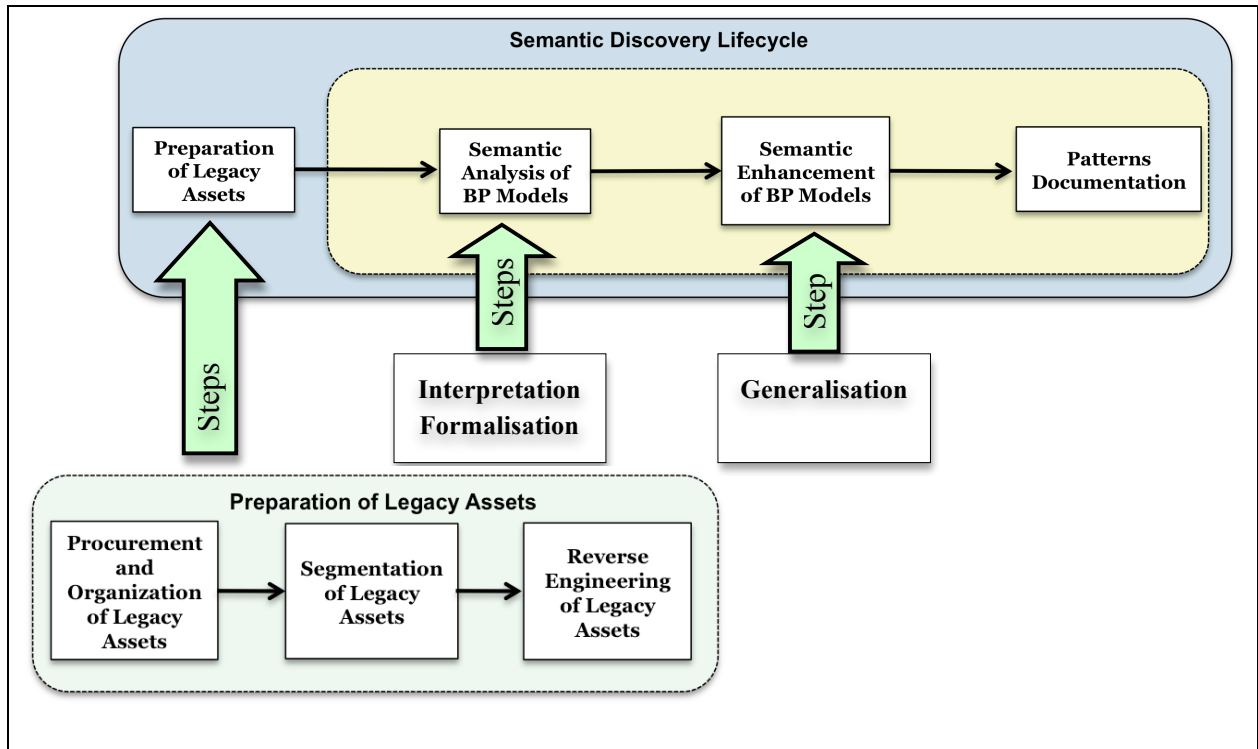 Semantic Discovery Lifecycle
Preparation
of Legacy
Assets
Semantic
Analysis of
BP Models
Semantic
Enhancement
of BP Models
Patterns
Documentation
Steps
Steps
Step
Interpretation
Formalisation
Generalisation
Preparation of Legacy Assets
Procurement
and
Organization
of Legacy
Assets
Segmentation
of Legacy
Assets
Reverse
Engineering
of Legacy
Assets